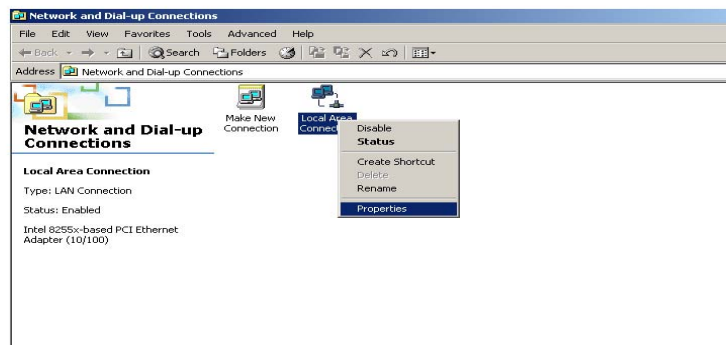 Network and Dial-up Connections
File Edit View Favorites Tools Advanced Help
Back Search Folders
Address Network and Dial-up Connections
Network and Dial-up
Connections
Local Area Connection
Type: LAN Connection
Status: Enabled
Intel 8255x-based PCI Ethernet
Adapter (10/100)
Make New
Connection
Local Area
Connect
Disable
Status
Create Shortcut
Delete
Rename
Properties